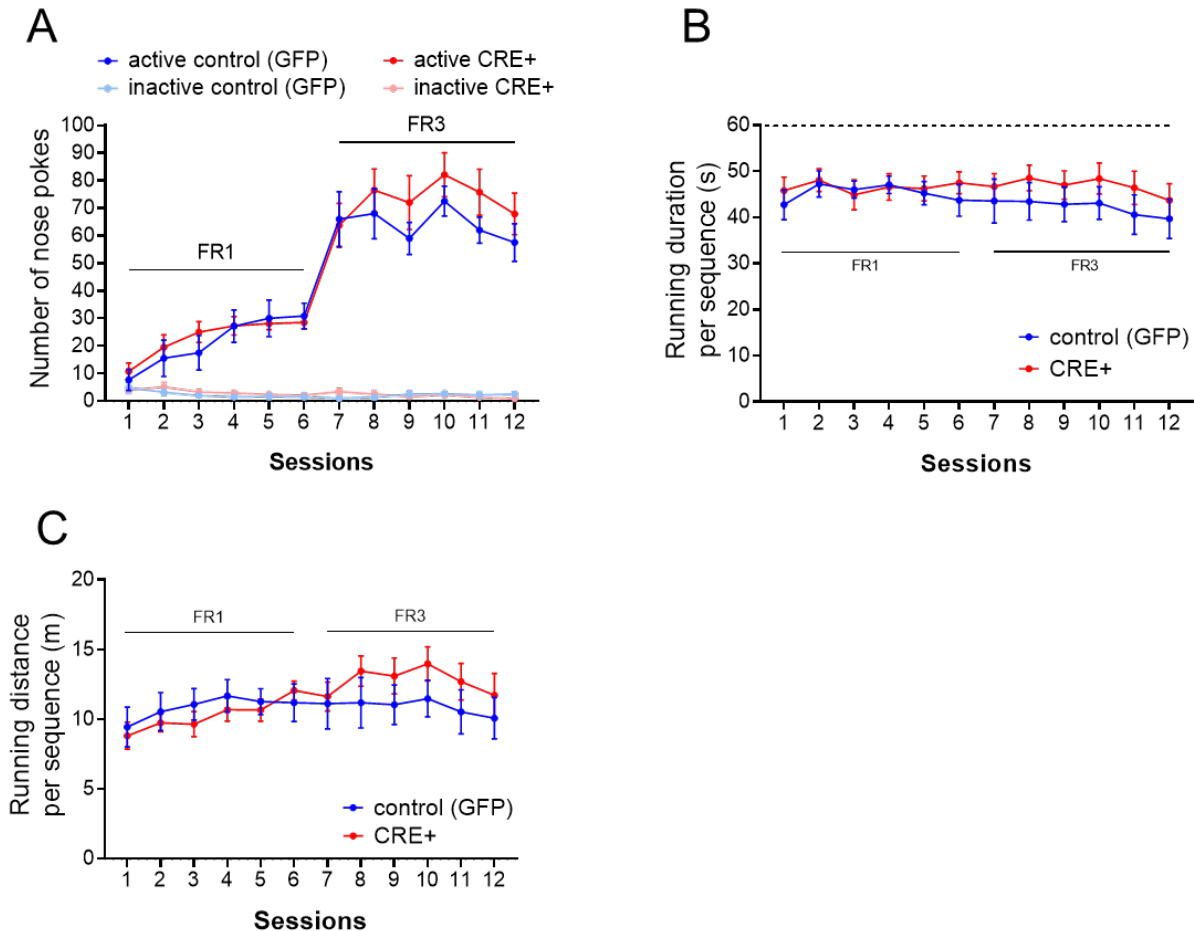 A
active control (GFP)
active CRE+
inactive control (GFP)
inactive CRE+
Number of nose pokes
100
90
80
70
60
50
40
30
20
10
0
FR1
FR3
1 2 3 4 5 6 7 8 9 10 11 12
Sessions
B
Running duration
per sequence (s)
60
50
40
30
20
10
0
FR1
FR3
control (GFP)
CRE+
1 2 3 4 5 6 7 8 9 10 11 12
Sessions
C
Running distance
per sequence (m)
20
15
10
5
0
FR1
FR3
control (GFP)
CRE+
1 2 3 4 5 6 7 8 9 10 11 12
Sessions